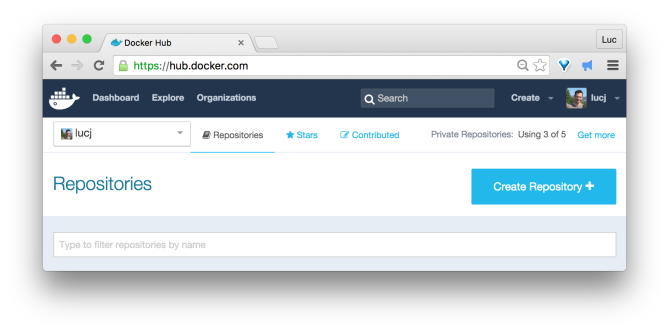 Docker Hub
Luc
https://hub.docker.com
Dashboard Explore Organizations Search Create lucj
lucj Repositories Stars Contributed Private Repositories: Using 3 of 5 Get more
Repositories Create Repository +
Type to filter repositories by name